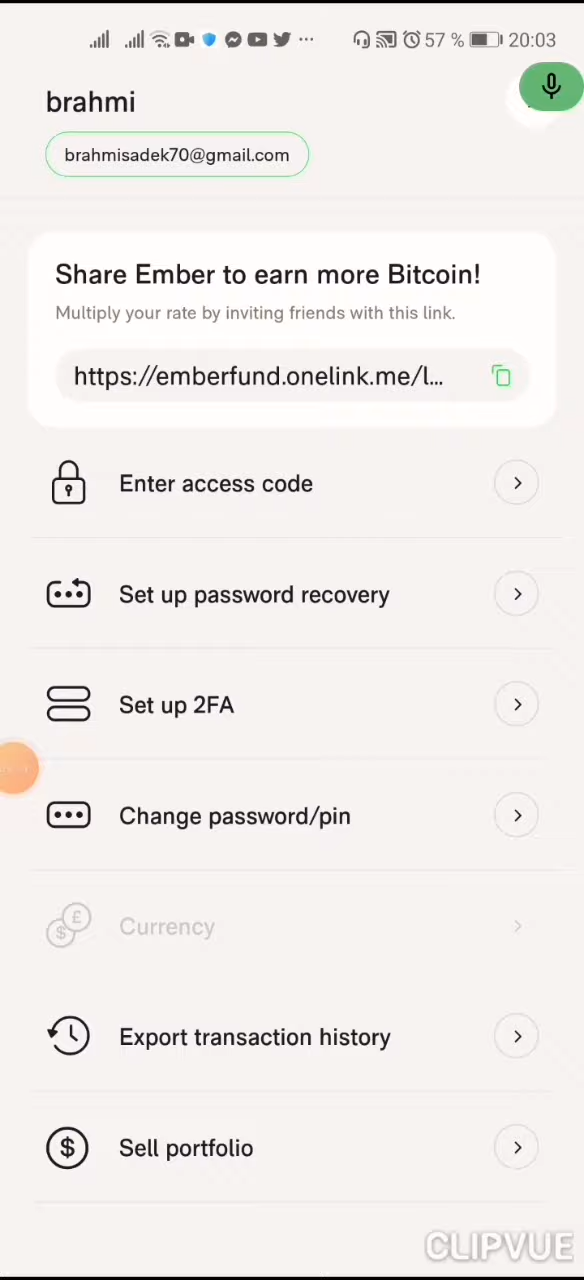 57 % 20:03
brahmi
brahmisadek70@gmail.com
Share Ember to earn more Bitcoin!
Multiply your rate by inviting friends with this link.
https://emberfund.onelink.me/l...
Enter access code
Set up password recovery
Set up 2FA
Change password/pin
Currency
Export transaction history
Sell portfolio
CLIPVUE